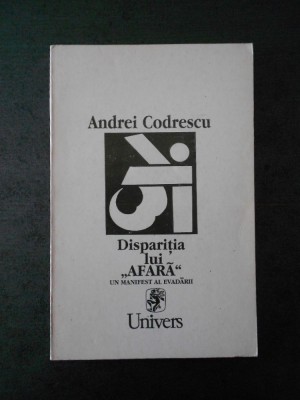 Andrei Codrescu
Dispariția
lui
„AFARĂ“
UN MANIFEST AL EVADĂRII
Univers